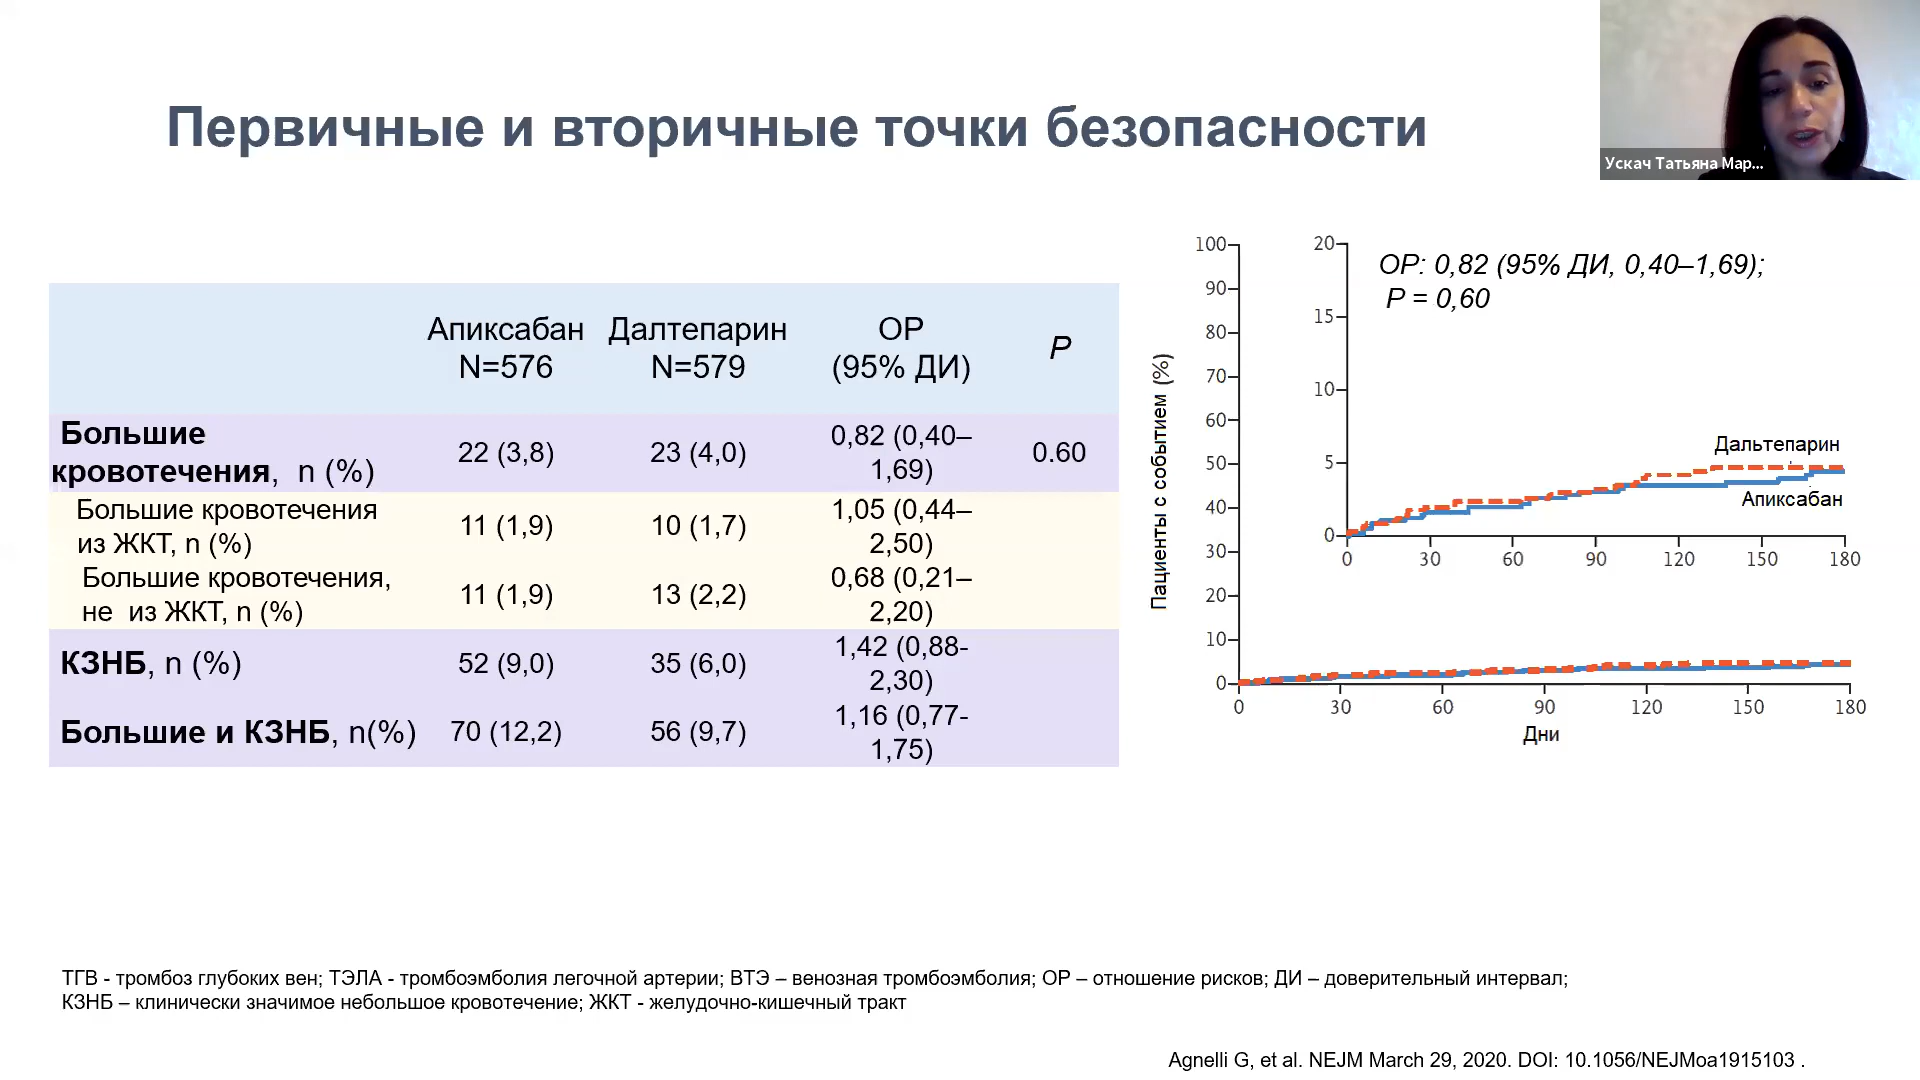 Первичные и вторичные точки безопасности
Ускач Татьяна Мар...
Апиксабан Далтепарин ОР P
N=576 N=579 (95% ДИ)
Большие кровотечения, n (%) 22 (3,8) 23 (4,0) 0,82 (0,40–1,69) 0.60
Большие кровотечения из ЖКТ, n (%) 11 (1,9) 10 (1,7) 1,05 (0,44–2,50)
Большие кровотечения, не из ЖКТ, n (%) 11 (1,9) 13 (2,2) 0,68 (0,21–2,20)
КЗНБ, n (%) 52 (9,0) 35 (6,0) 1,42 (0,88-2,30)
Большие и КЗНБ, n(%) 70 (12,2) 56 (9,7) 1,16 (0,77-1,75)
Пациенты с событием (%)
100
90
80
70
60
50
40
30
20
10
0
0 30 60 90 120 150 180
Дни
20
15
10
5
0
0 30 60 90 120 150 180
ОР: 0,82 (95% ДИ, 0,40–1,69);
P = 0,60
Дальтепарин
Апиксабан
ТГВ - тромбоз глубоких вен; ТЭЛА - тромбоэмболия легочной артерии; ВТЭ – венозная тромбоэмболия; ОР – отношение рисков; ДИ – доверительный интервал;
КЗНБ – клинически значимое небольшое кровотечение; ЖКТ - желудочно-кишечный тракт
Agnelli G, et al. NEJM March 29, 2020. DOI: 10.1056/NEJMoa1915103 .